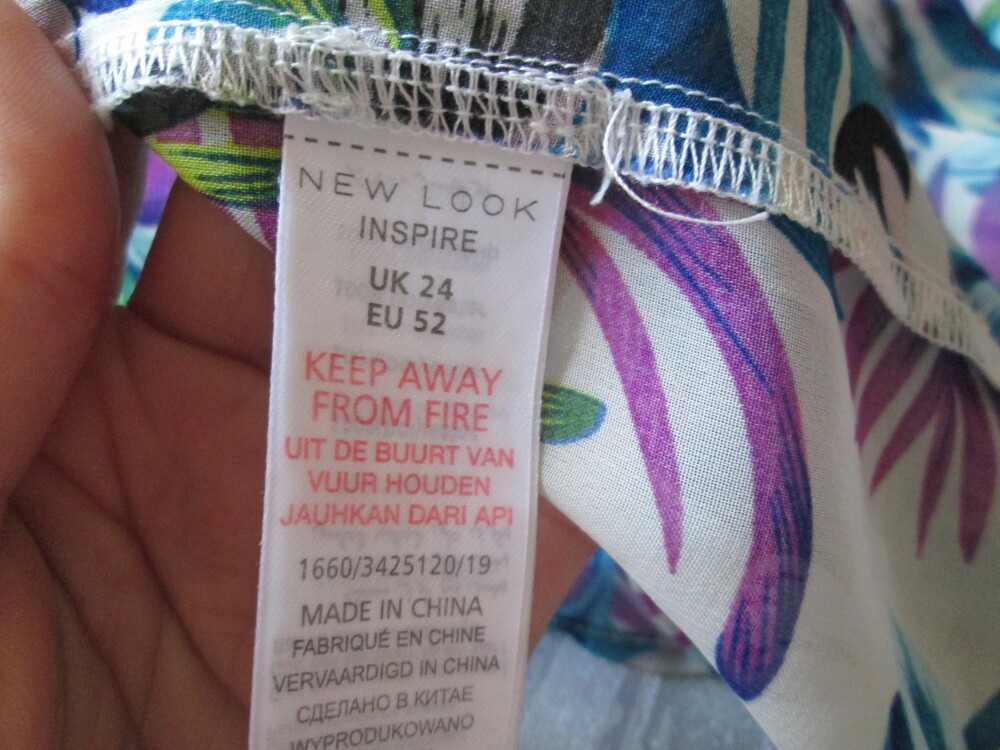 NEW LOOK
INSPIRE
UK 24
EU 52
KEEP AWAY
FROM FIRE
UIT DE BUURT VAN
VUUR HOUDEN
JAUHKAN DARI API
1660/3425120/19
MADE IN CHINA
FABRIQUÉ EN CHINE
VERVAARDIGD IN CHINA
СДЕЛАНО В КИТАЕ
WYPRODUKOWANO